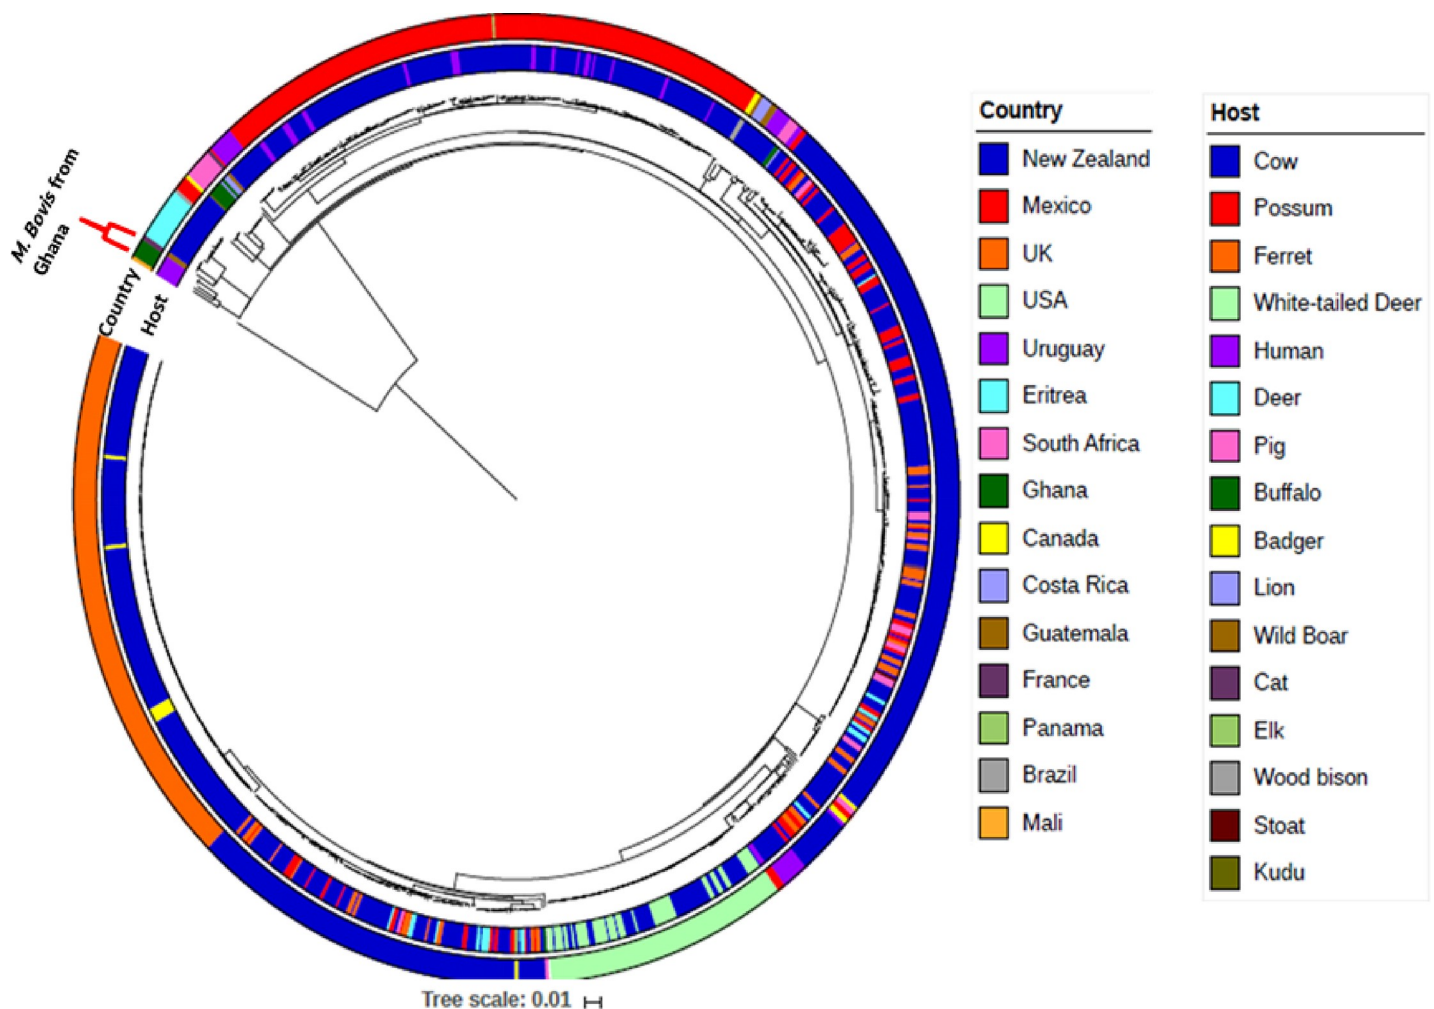 M. Bovis from
Ghana
Country
Host
Tree scale: 0.01
Country
New Zealand
Mexico
UK
USA
Uruguay
Eritrea
South Africa
Ghana
Canada
Costa Rica
Guatemala
France
Panama
Brazil
Mali
Host
Cow
Possum
Ferret
White-tailed Deer
Human
Deer
Pig
Buffalo
Badger
Lion
Wild Boar
Cat
Elk
Wood bison
Stoat
Kudu